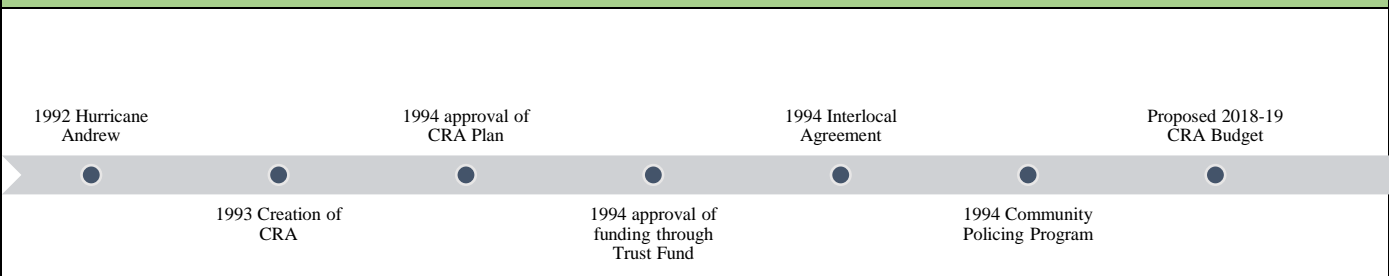 1992 Hurricane
Andrew
1993 Creation of
CRA
1994 approval of
CRA Plan
1994 approval of
funding through
Trust Fund
1994 Interlocal
Agreement
1994 Community
Policing Program
Proposed 2018-19
CRA Budget